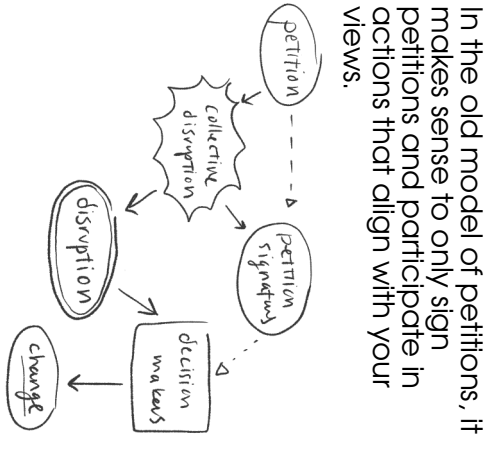 In the old model of petitions, it
makes sense to only sign
petitions and participate in
actions that align with your
views.
petition
collective
disruption
petition
signatures
disruption
decision
makers
change